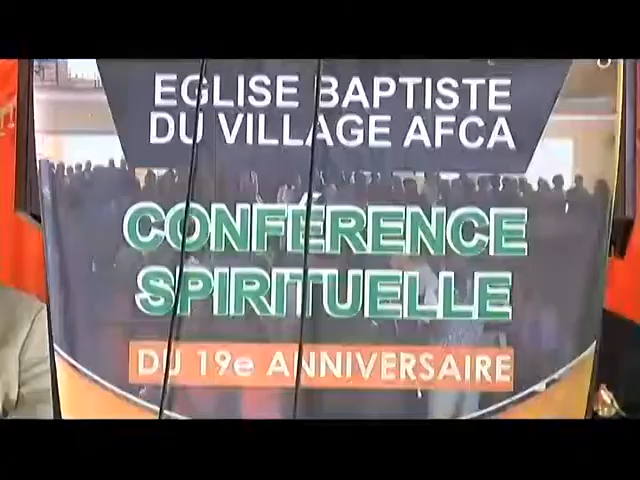 EGLISE BAPTISTE
DU VILLAGE AFCA
CONFÉRENCE
SPIRITUELLE
DU 19e ANNIVERSAIRE